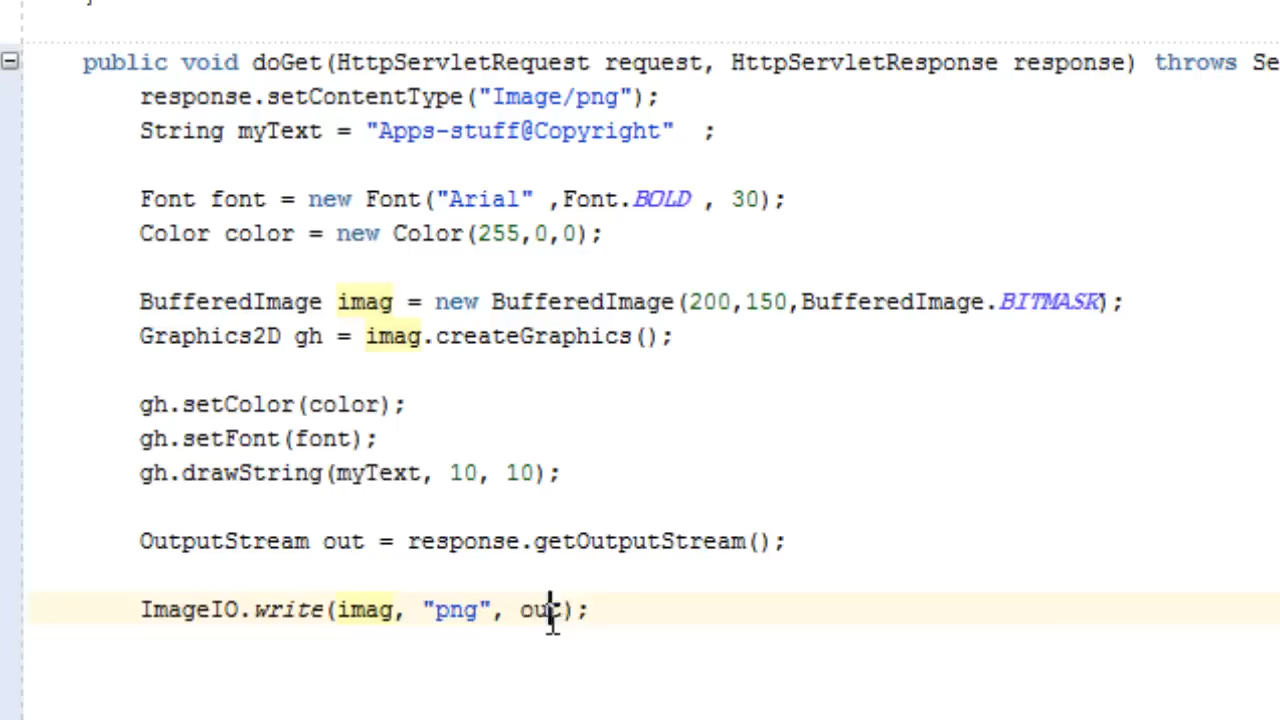 public void doGet(HttpServletRequest request, HttpServletResponse response) throws Se
response.setContentType("Image/png");
String myText = "Apps-stuff@Copyright"  ;
Font font = new Font("Arial" ,Font.BOLD , 30);
Color color = new Color(255,0,0);
BufferedImage imag = new BufferedImage(200,150,BufferedImage.BITMASK);
Graphics2D gh = imag.createGraphics();
gh.setColor(color);
gh.setFont(font);
gh.drawString(myText, 10, 10);
OutputStream out = response.getOutputStream();
ImageIO.write(imag, "png", out);